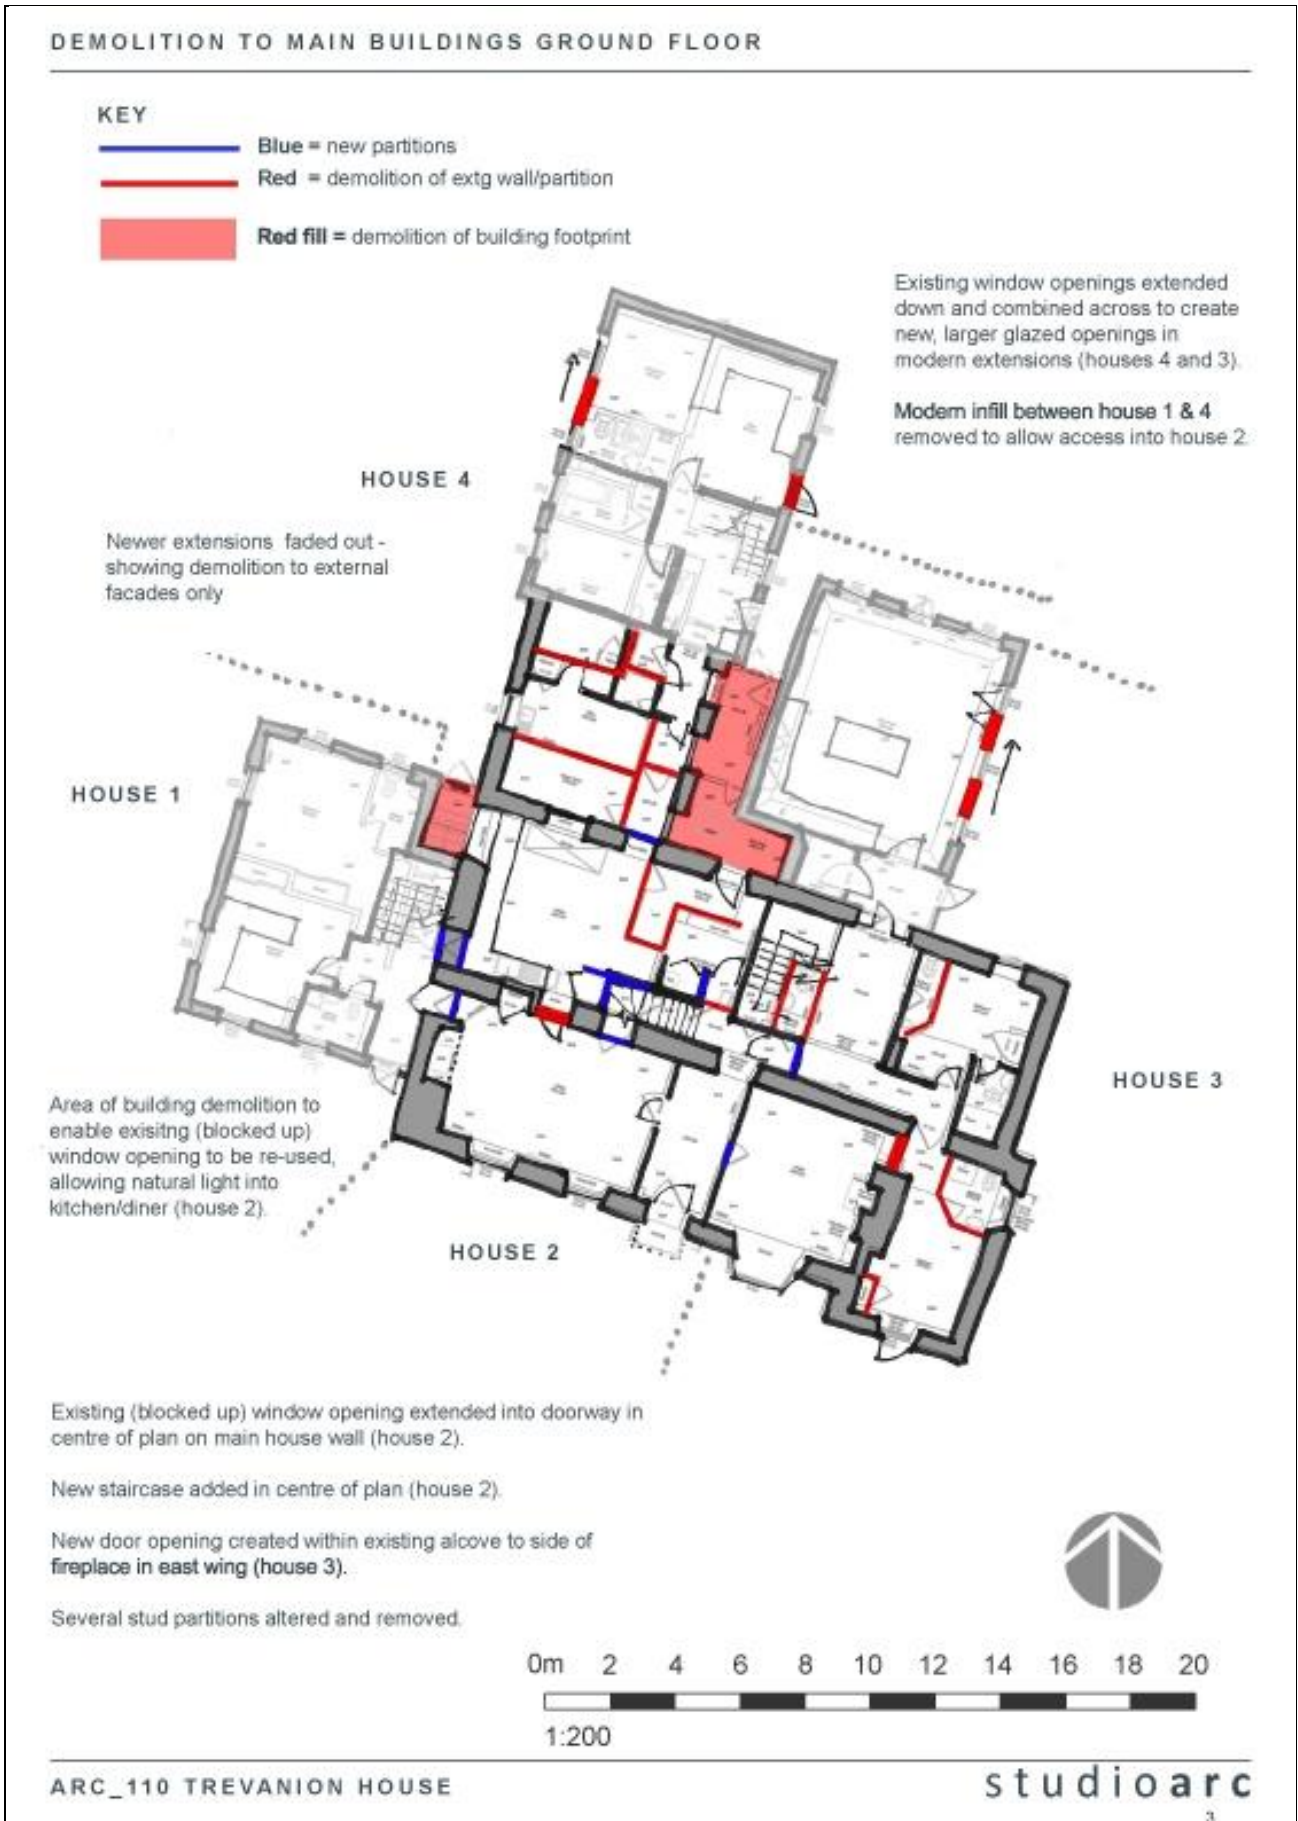 DEMOLITION TO MAIN BUILDINGS GROUND FLOOR
KEY
Blue = new partitions
Red = demolition of extg wall/partition
Red fill = demolition of building footprint
Existing window openings extended
down and combined across to create
new, larger glazed openings in
modern extensions (houses 4 and 3).
Modern infill between house 1 & 4
removed to allow access into house 2.
HOUSE 4
Newer extensions faded out -
showing demolition to external
facades only
HOUSE 1
HOUSE 3
Area of building demolition to
enable exisitng (blocked up)
window opening to be re-used,
allowing natural light into
kitchen/diner (house 2).
HOUSE 2
Existing (blocked up) window opening extended into doorway in
centre of plan on main house wall (house 2).
New staircase added in centre of plan (house 2).
New door opening created within existing alcove to side of
fireplace in east wing (house 3).
Several stud partitions altered and removed.
0m 2 4 6 8 10 12 14 16 18 20
1:200
ARC_110 TREVANION HOUSE
studioarc
3